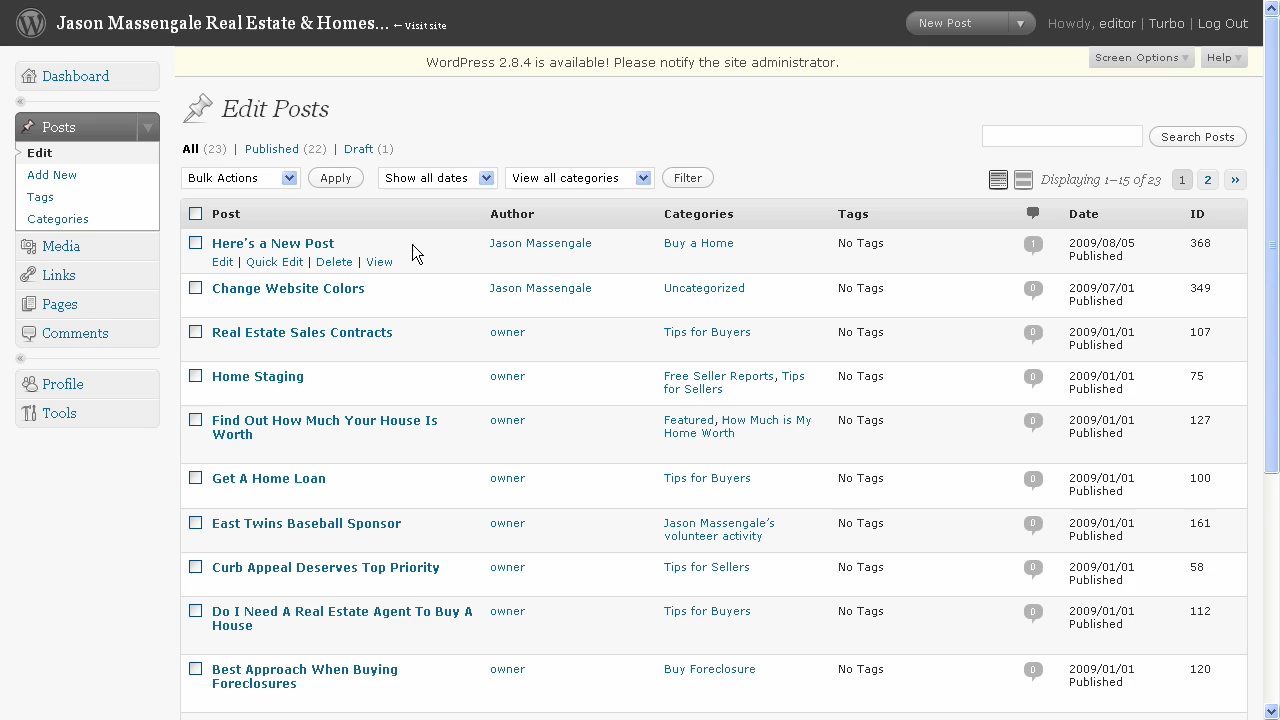 Jason Massengale Real Estate & Homes... ← Visit site
New Post
Howdy, editor | Turbo | Log Out
WordPress 2.8.4 is available! Please notify the site administrator.
Screen Options
Help
Dashboard
Posts
Edit
Add New
Tags
Categories
Media
Links
Pages
Comments
Profile
Tools
Edit Posts
Search Posts
All (23) | Published (22) | Draft (1)
Bulk Actions
Apply
Show all dates
View all categories
Filter
Displaying 1–15 of 23
1 2 »
Post Author Categories Tags Date ID
Here's a New Post Jason Massengale Buy a Home No Tags 1 2009/08/05 368
Edit | Quick Edit | Delete | View Published
Change Website Colors Jason Massengale Uncategorized No Tags 0 2009/07/01 349
Published
Real Estate Sales Contracts owner Tips for Buyers No Tags 0 2009/01/01 107
Published
Home Staging owner Free Seller Reports, Tips No Tags 0 2009/01/01 75
for Sellers Published
Find Out How Much Your House Is owner Featured, How Much is My No Tags 0 2009/01/01 127
Worth Home Worth Published
Get A Home Loan owner Tips for Buyers No Tags 0 2009/01/01 100
Published
East Twins Baseball Sponsor owner Jason Massengale's No Tags 0 2009/01/01 161
volunteer activity Published
Curb Appeal Deserves Top Priority owner Tips for Sellers No Tags 0 2009/01/01 58
Published
Do I Need A Real Estate Agent To Buy A owner Tips for Buyers No Tags 0 2009/01/01 112
House Published
Best Approach When Buying owner Buy Foreclosure No Tags 0 2009/01/01 120
Foreclosures Published